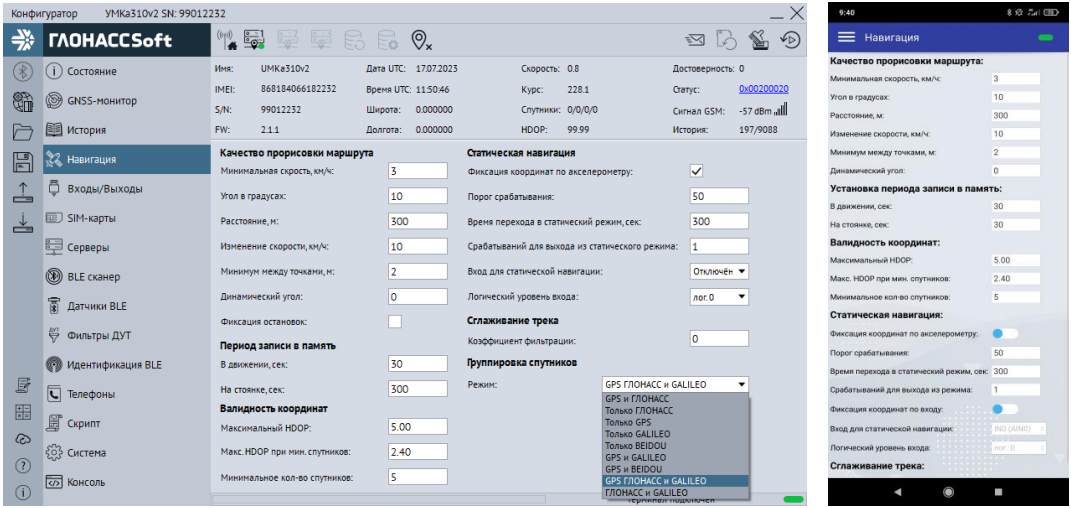 Конфигуратор УМКа310v2 SN: 99012232
ГЛОНАССSoft
Состояние
GNSS-монитор
История
Навигация
Входы/Выходы
SIM-карты
Серверы
BLE сканер
Датчики BLE
Фильтры ДУТ
Идентификация BLE
Телефоны
Скрипт
Система
Консоль
Имя: УМКа310v2 Дата UTC: 17.07.2023 Скорость: 0.8 Достоверность: 0
IMEI: 868184066182232 Время UTC: 11:50:46 Курс: 228.1 Статус: 0x00200020
S/N: 99012232 Широта: 0.000000 Спутники: 0/0/0/0 Сигнал GSM: -57 dBm
FW: 2.1.1 Долгота: 0.000000 HDOP: 99.99 История: 197/9088
Качество прорисовки маршрута
Минимальная скрость, км/ч: 3
Угол в градусах: 10
Расстояние, м: 300
Изменение скорости, км/ч: 10
Минимум между точками, м: 2
Динамический угол: 0
Фиксация остановок:
Период записи в память
В движении, сек: 30
На стоянке, сек: 300
Валидность координат
Максимальный HDOP: 5.00
Макс. HDOP при мин. спутников: 2.40
Минимальное кол-во спутников: 5
Статическая навигация
Фиксация координат по акселерометру:
Порог срабатывания: 50
Время перехода в статический режим, сек: 300
Срабатываний для выхода из статического режима: 1
Вход для статической навигации: Отключён
Логический уровень входа: лог.0
Сглаживание трека
Коэффициент фильтрации: 0
Группировка спутников
Режим: GPS ГЛОНАСС и GALILEO
GPS и ГЛОНАСС
Только ГЛОНАСС
Только GPS
Только GALILEO
Только BEIDOU
GPS и GALILEO
GPS и BEIDOU
GPS ГЛОНАСС и GALILEO
ГЛОНАСС и GALILEO
Терминал подключен
9:40
Навигация
Качество прорисовки маршрута:
Минимальная скорость, км/ч: 3
Угол в градусах: 10
Расстояние, м: 300
Изменение скорости, км/ч: 10
Минимум между точками, м: 2
Динамический угол: 0
Установка периода записи в память:
В движении, сек: 30
На стоянке, сек: 30
Валидность координат:
Максимальный HDOP: 5.00
Макс. HDOP при мин. спутников: 2.40
Минимальное кол-во спутников: 5
Статическая навигация:
Фиксация координат по акселерометру:
Порог срабатывания: 50
Время перехода в статический режим, сек: 300
Срабатываний для выхода из режима: 1
Фиксация координат по входу:
Вход для статической навигации: IN0 (AIN0)
Логический уровень входа: лог. 0
Сглаживание трека: